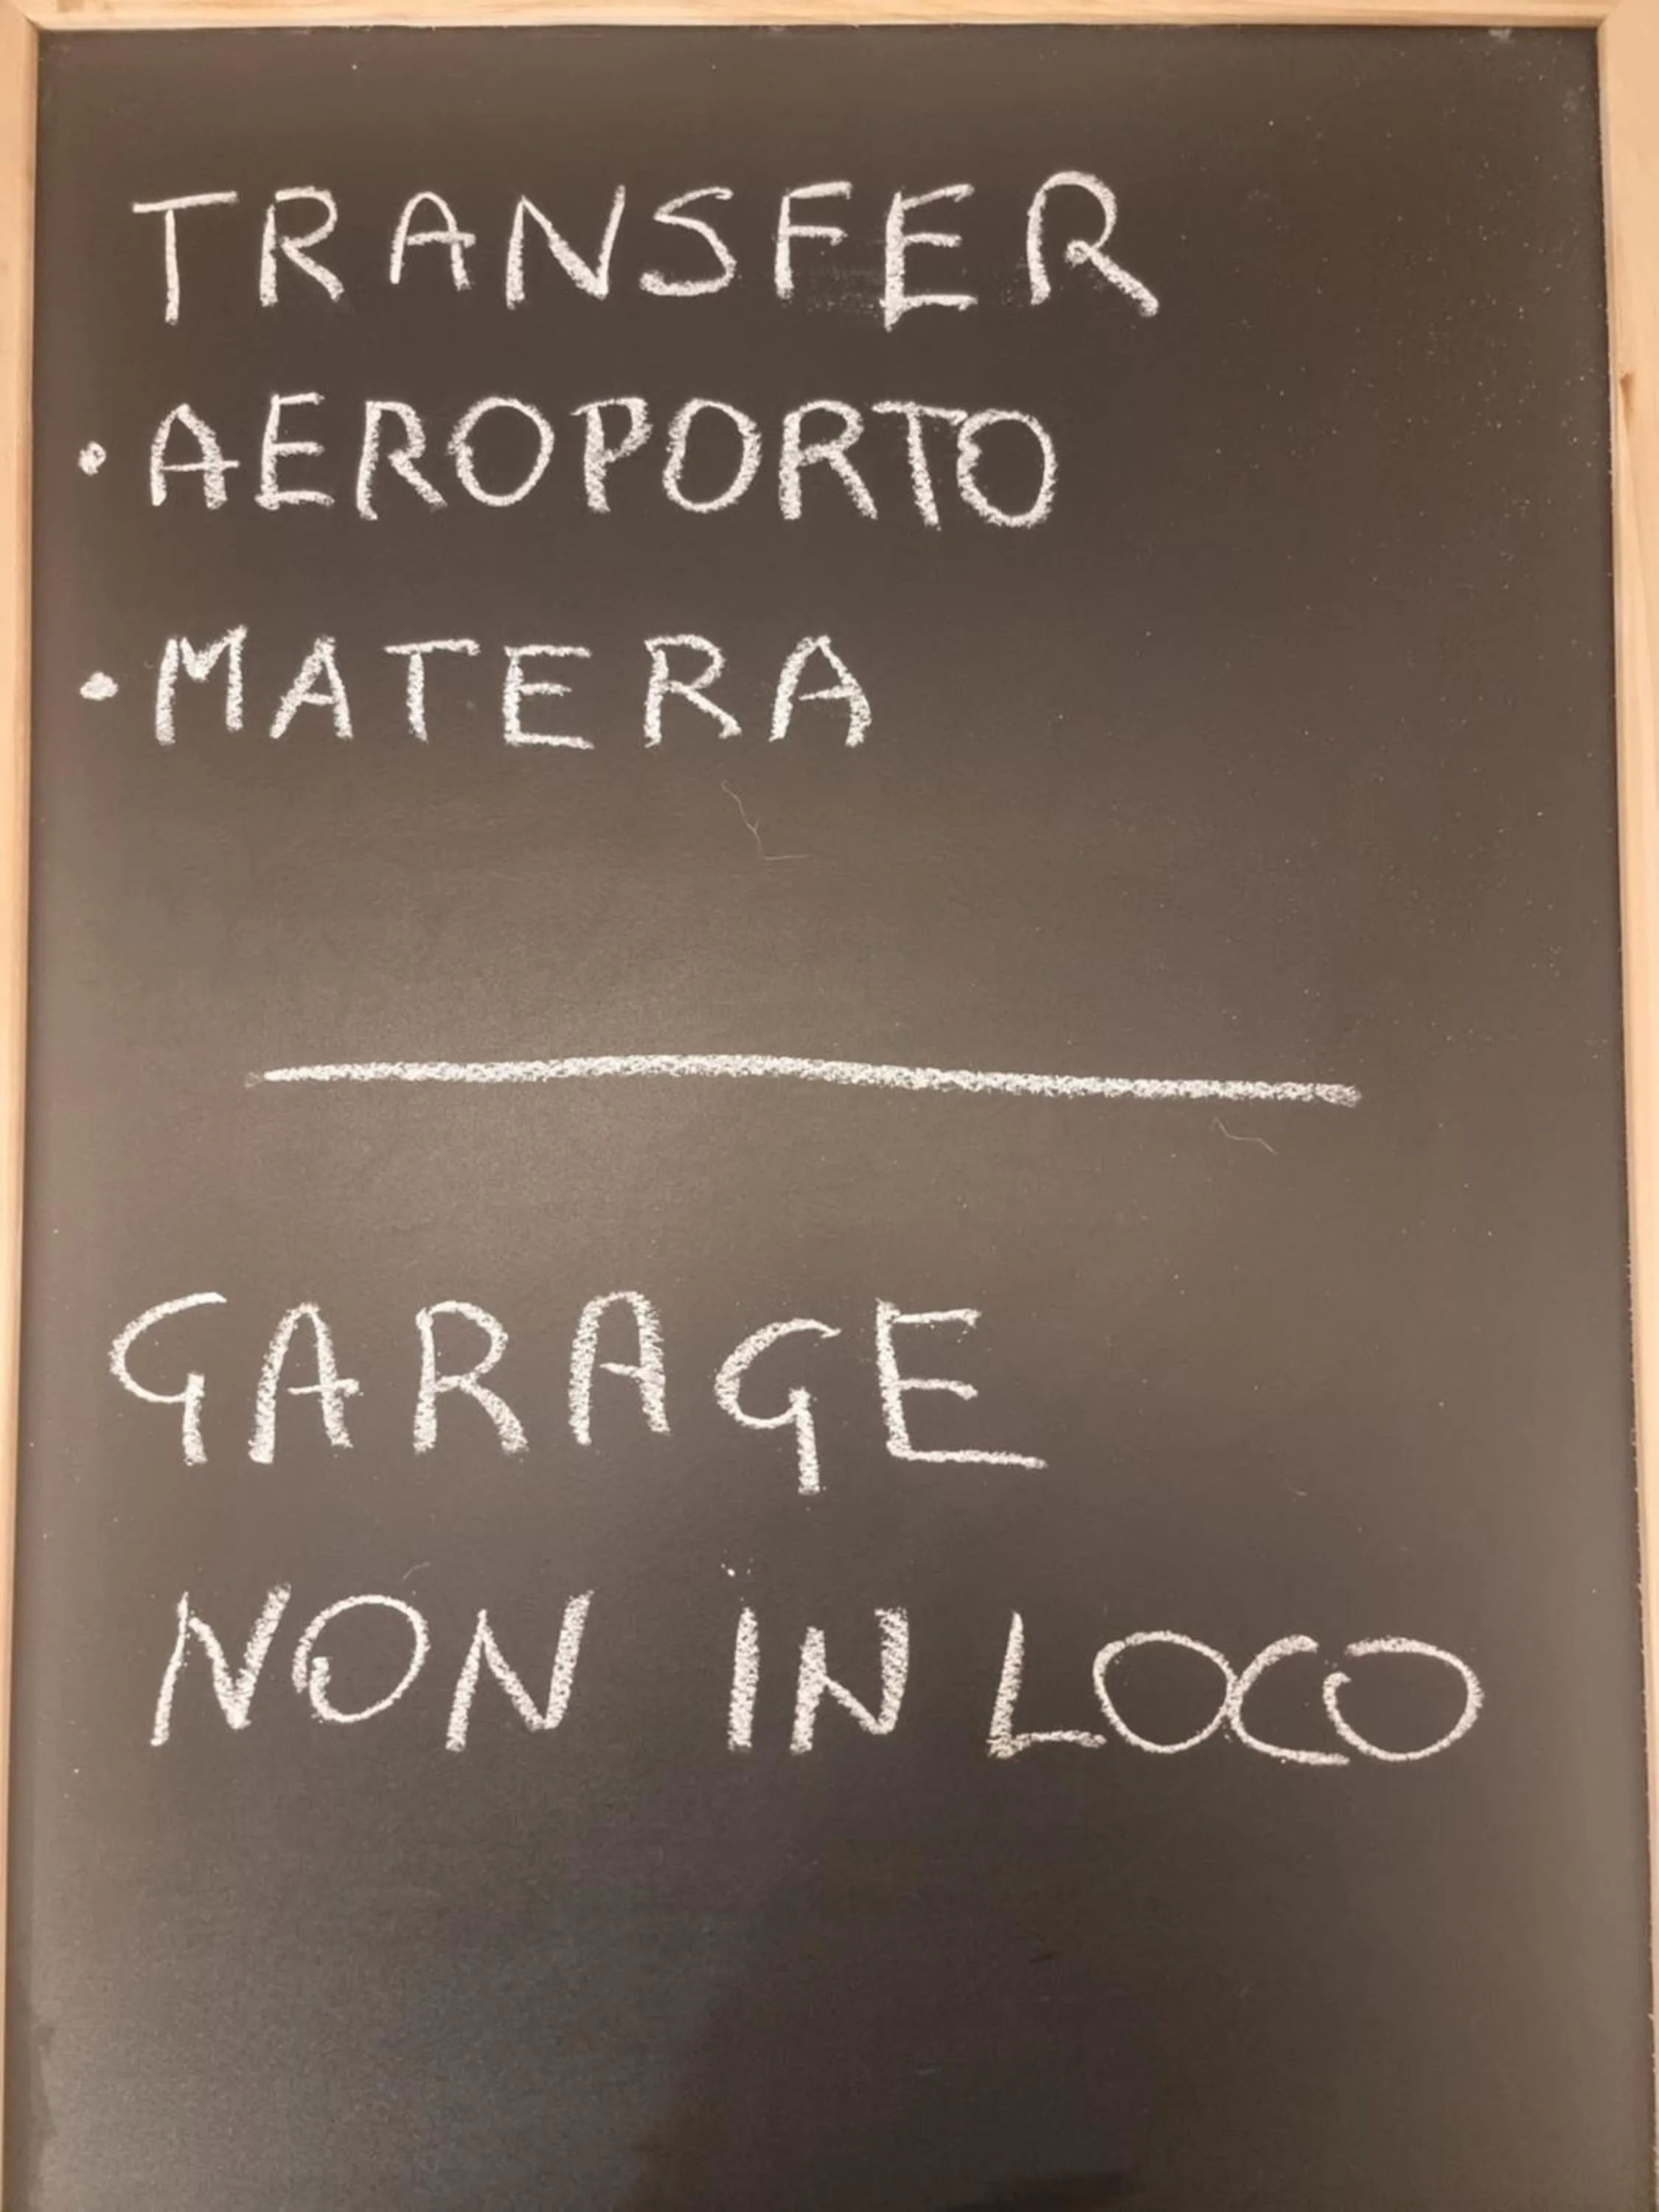 TRANSFER
• AEROPORTO
• MATERA
GARAGE
NON IN LOCO